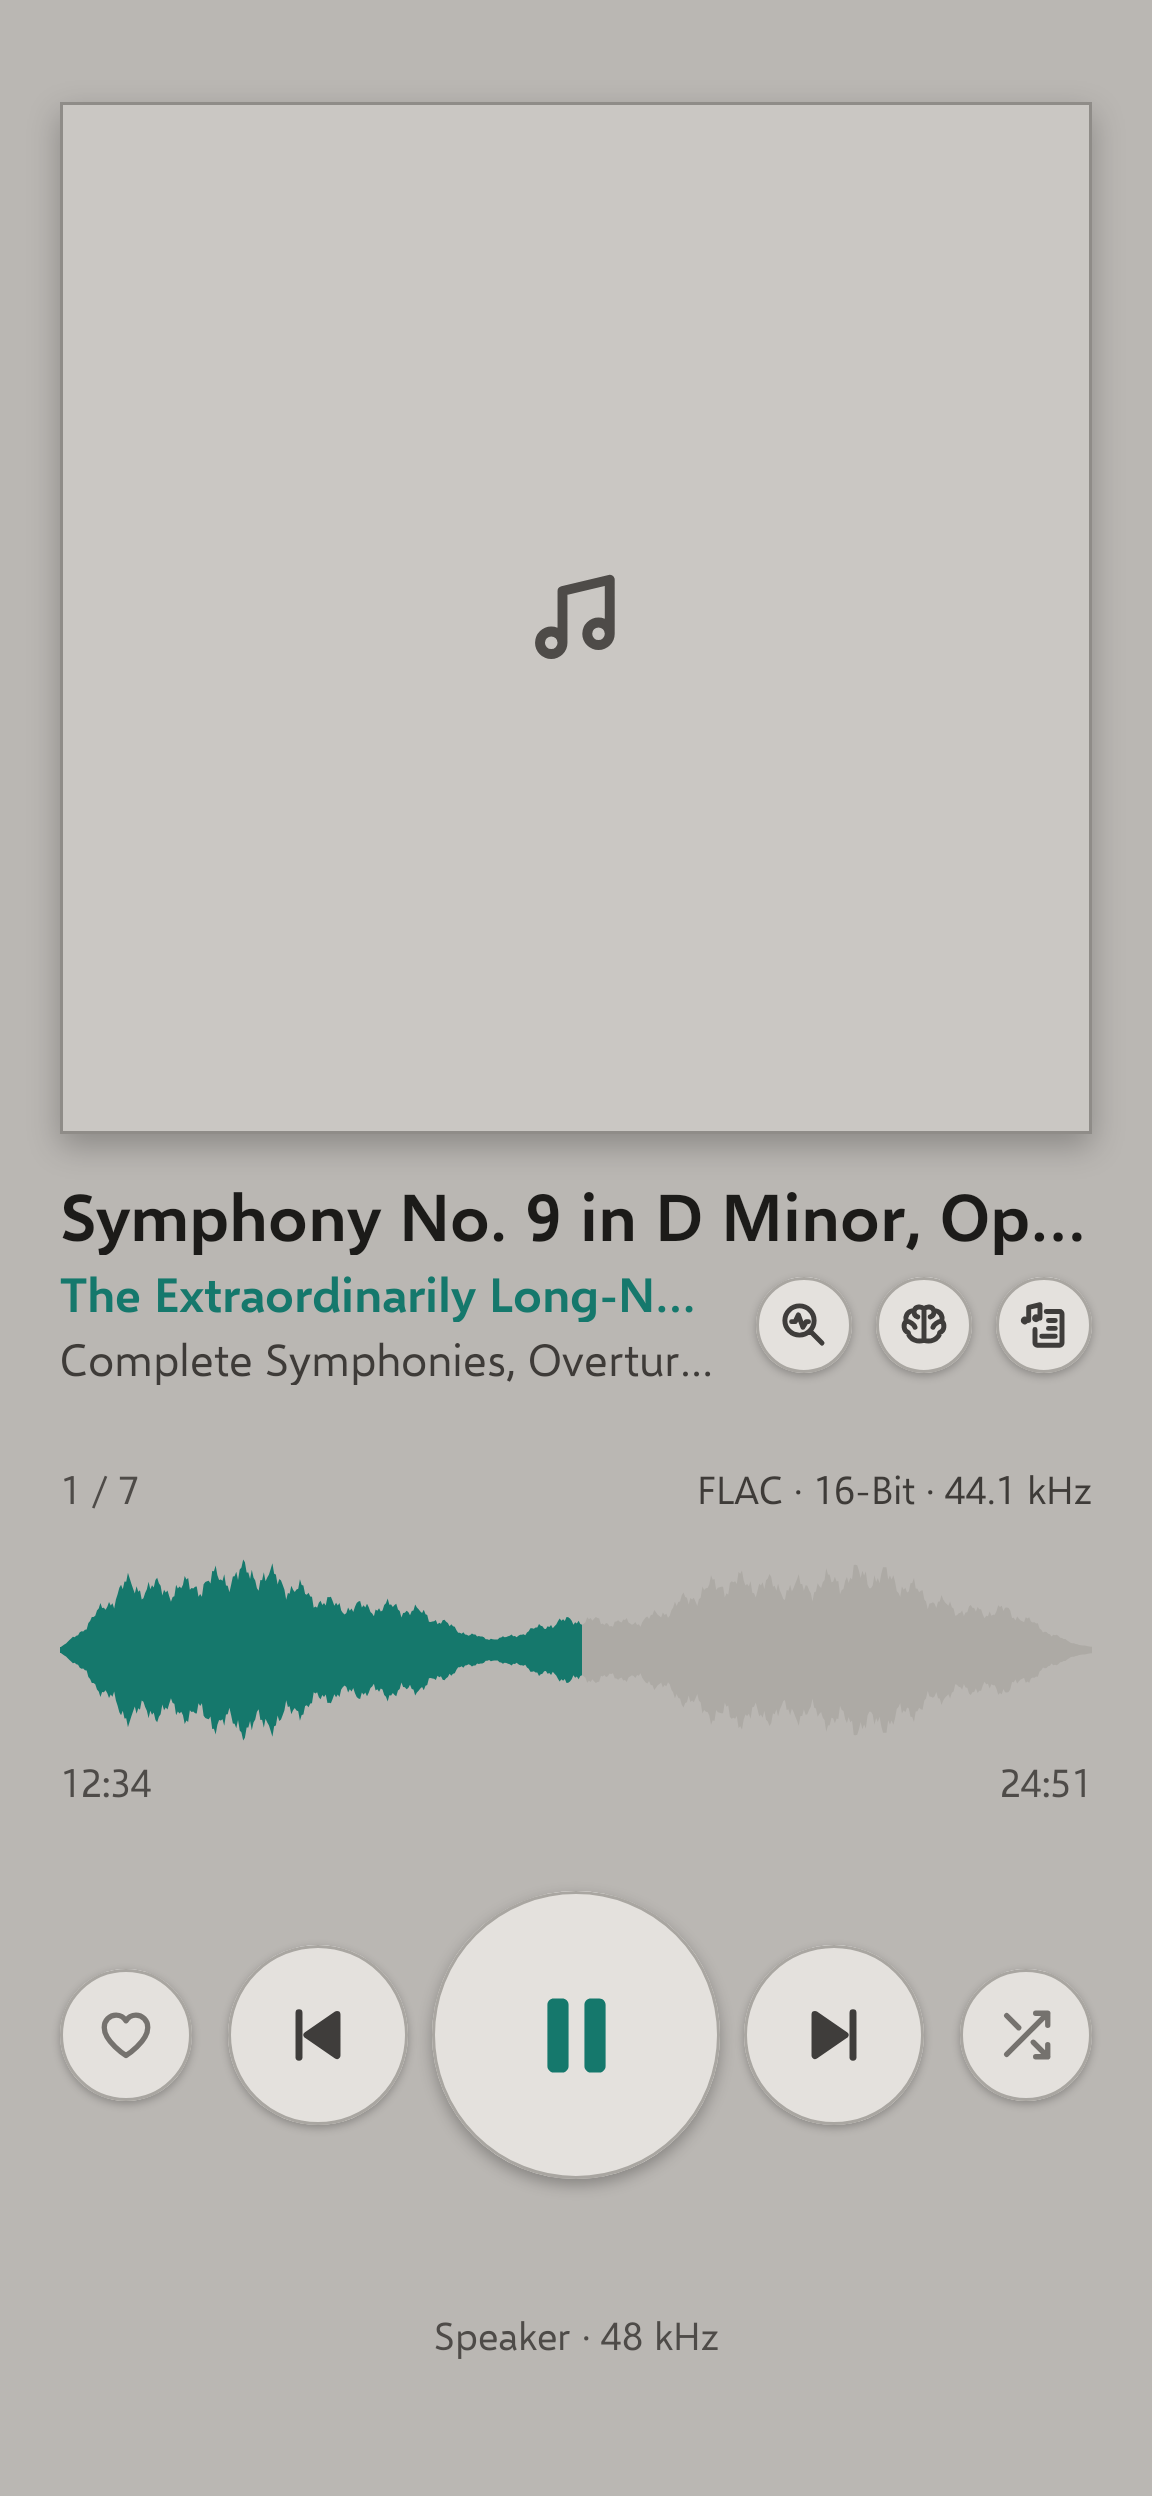 Symphony No. 9 in D Minor, Op...
The Extraordinarily Long-N...
Complete Symphonies, Overtur...
1 / 7
FLAC · 16-Bit · 44.1 kHz
12:34
24:51
Speaker · 48 kHz